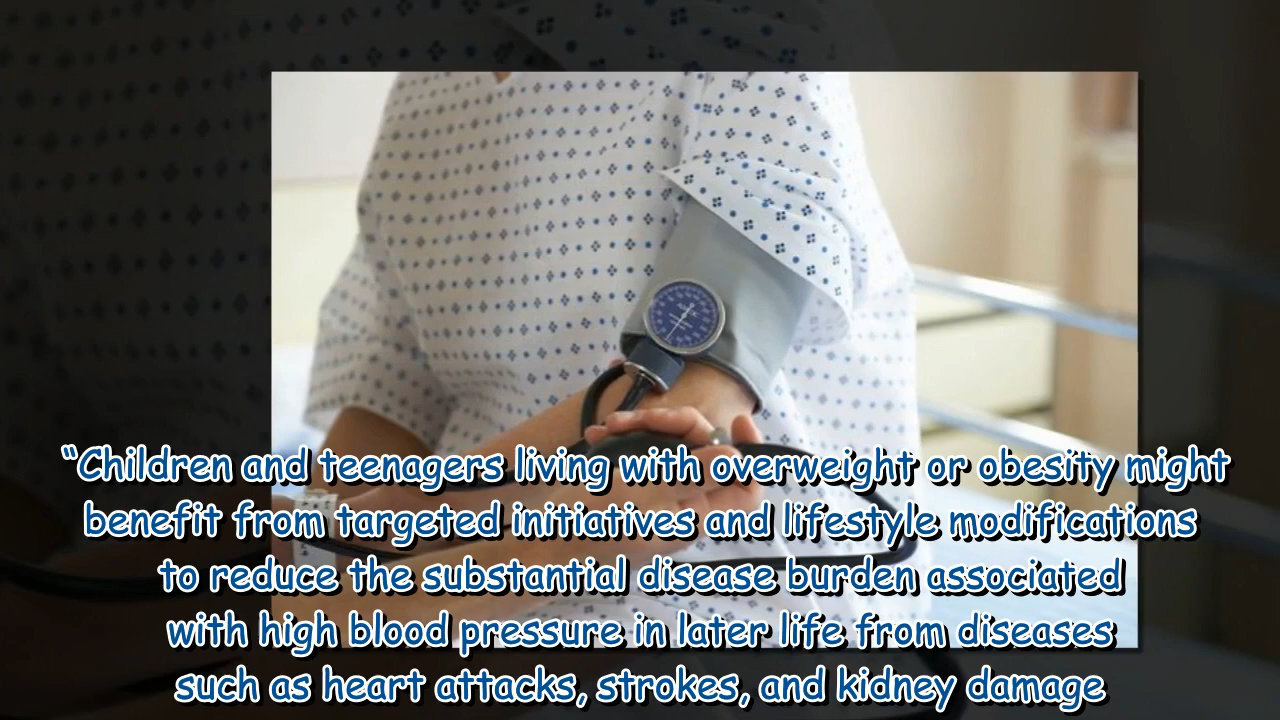 “Children and teenagers living with overweight or obesity might
benefit from targeted initiatives and lifestyle modifications
to reduce the substantial disease burden associated
with high blood pressure in later life from diseases
such as heart attacks, strokes, and kidney damage